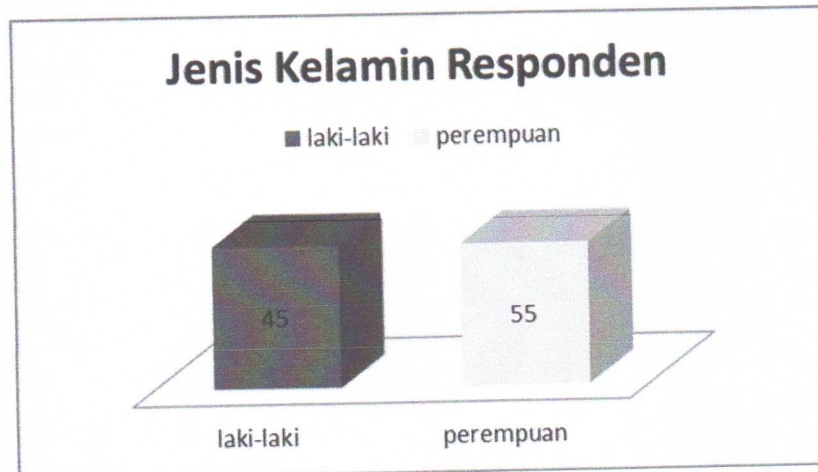 Jenis Kelamin Responden
laki-laki perempuan
45 55
laki-laki perempuan